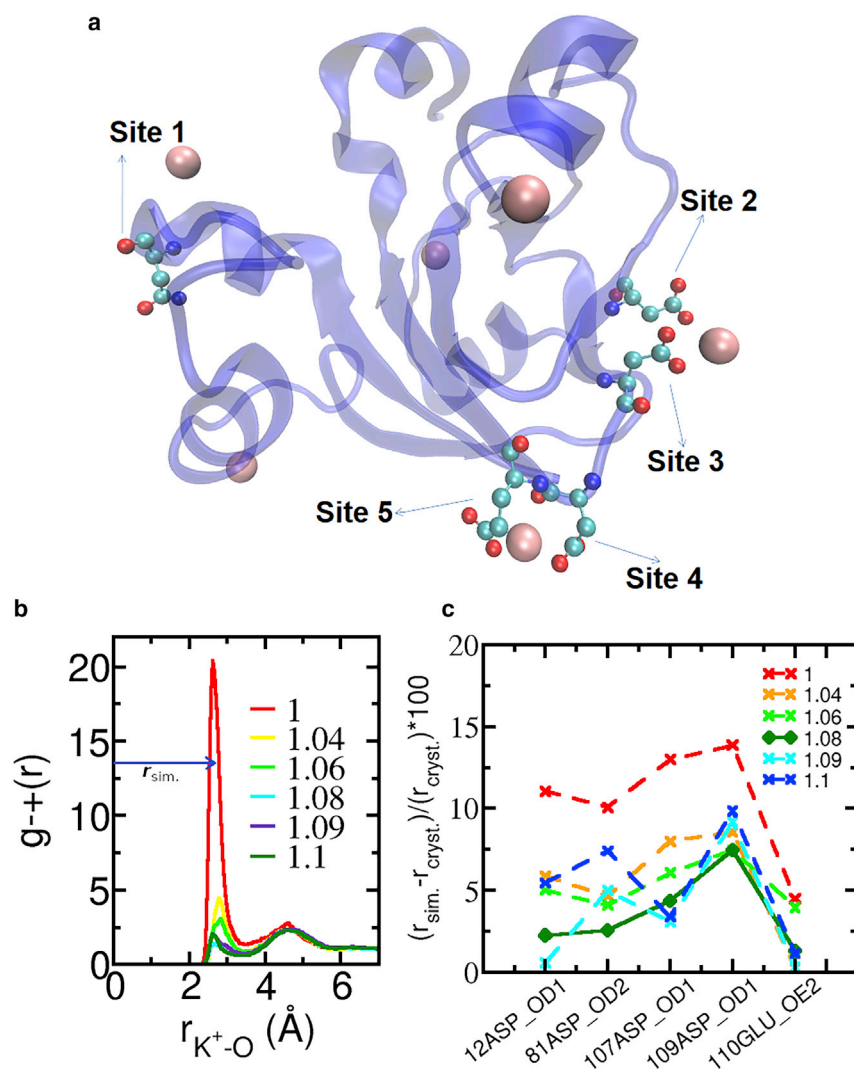 a
Site 1
Site 2
Site 3
Site 5
Site 4
b
20
15
10
5
0
g-+(r)
r_sim.
1
1.04
1.06
1.08
1.09
1.1
0 2 4 6
r_K⁺-O (Å)
c
20
15
10
5
0
(r_sim.-r_cryst.)/(r_cryst.)*100
1
1.04
1.06
1.08
1.09
1.1
12ASP_OD1
81ASP_OD2
107ASP_OD1
109ASP_OD1
110GLU_OE2